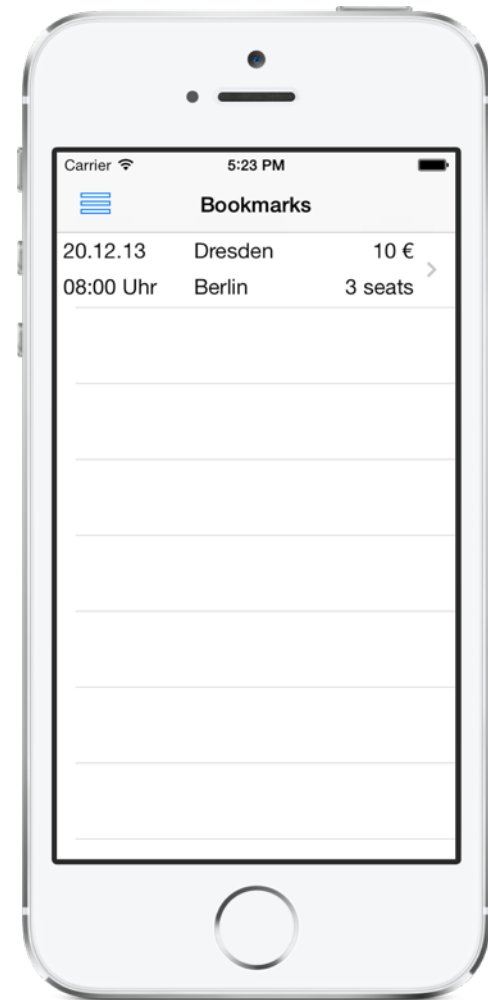 Carrier 5:23 PM
Bookmarks
20.12.13 Dresden 10 €
08:00 Uhr Berlin 3 seats